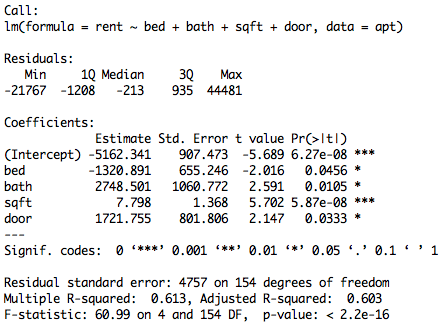 Call:
lm(formula = rent ~ bed + bath + sqft + door, data = apt)
Residuals:
Min 1Q Median 3Q Max
-21767 -1208 -213 935 44481
Coefficients:
Estimate Std. Error t value Pr(>|t|)
(Intercept) -5162.341 907.473 -5.689 6.27e-08 ***
bed -1320.891 655.246 -2.016 0.0456 *
bath 2748.501 1060.772 2.591 0.0105 *
sqft 7.798 1.368 5.702 5.87e-08 ***
door 1721.755 801.806 2.147 0.0333 *
---
Signif. codes: 0 ‘***’ 0.001 ‘**’ 0.01 ‘*’ 0.05 ‘.’ 0.1 ‘ ’ 1
Residual standard error: 4757 on 154 degrees of freedom
Multiple R-squared: 0.613, Adjusted R-squared: 0.603
F-statistic: 60.99 on 4 and 154 DF, p-value: < 2.2e-16